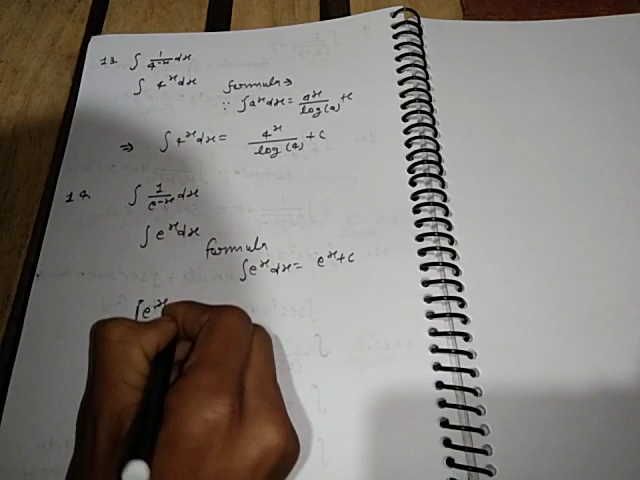 13. ∫ 1/4^-x dx
∫ 4^x dx formula →
∵ ∫a^x dx = a^x/log(a) + c
⇒ ∫ 4^x dx = 4^x/log(4) + c
14. ∫ 1/e^-x dx
∫ e^x dx
formula
∫e^x dx = e^x + c
∫e^x